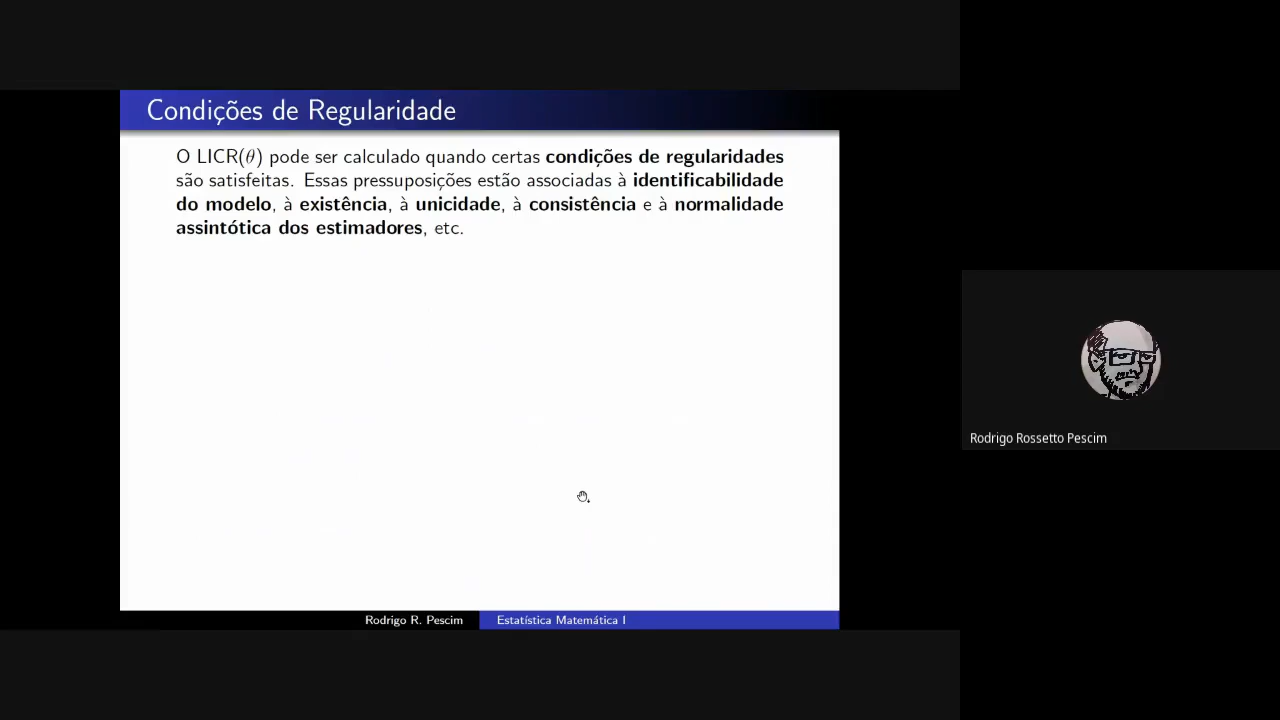 Condições de Regularidade
O LICR(θ) pode ser calculado quando certas condições de regularidades
são satisfeitas. Essas pressuposições estão associadas à identificabilidade
do modelo, à existência, à unicidade, à consistência e à normalidade
assintótica dos estimadores, etc.
Rodrigo Rossetto Pescim
Rodrigo R. Pescim
Estatística Matemática I